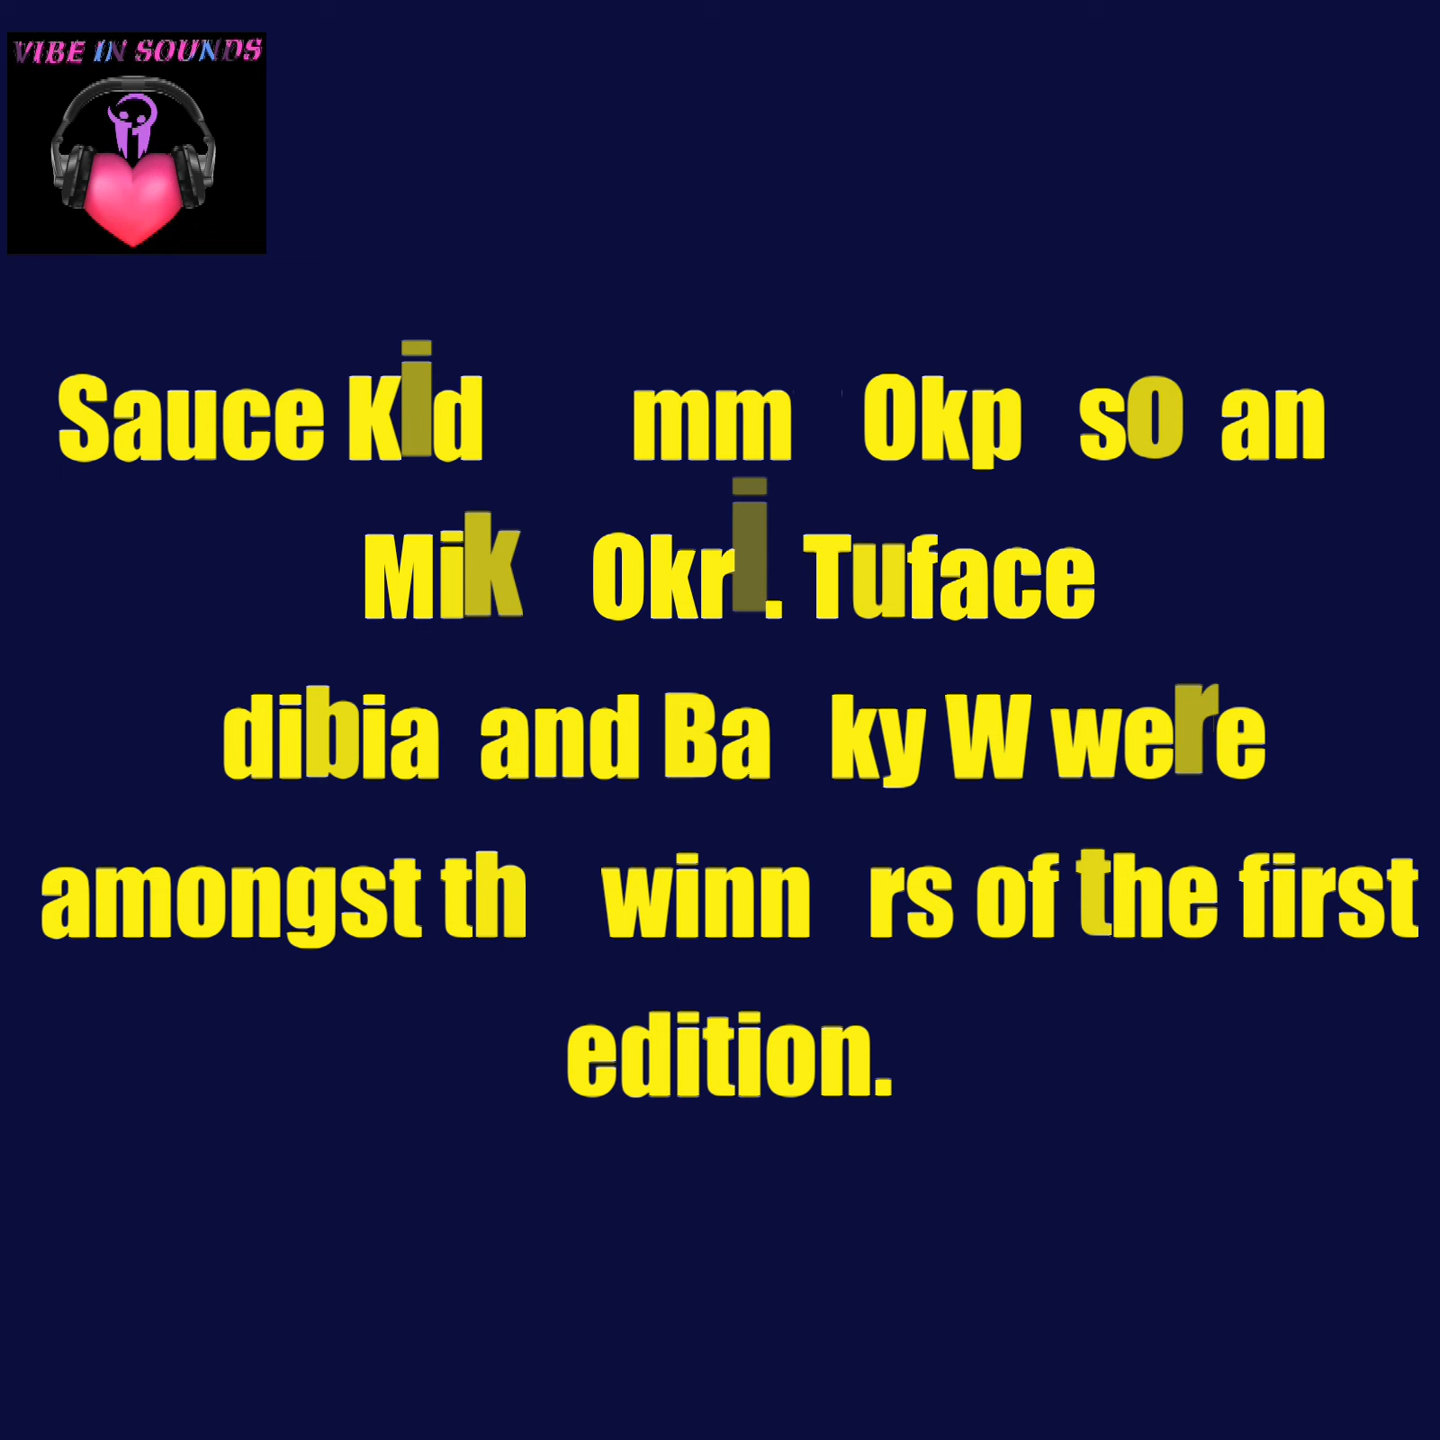 VIBE IN SOUNDS
Sauce Kid mm Okp so an
Mik Okri. Tuface
dibia and Ba ky W were
amongst th winn rs of the first
edition.